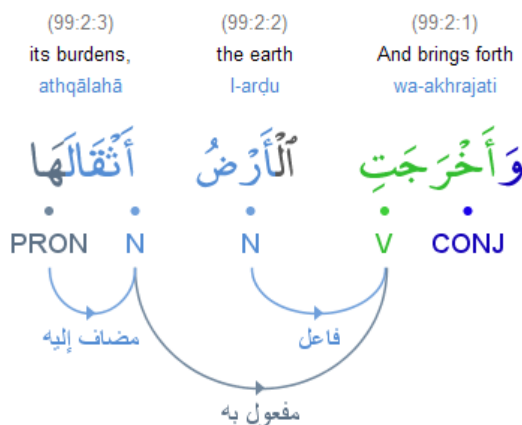 (99:2:3) (99:2:2) (99:2:1)
its burdens, the earth And brings forth
athqālahā l-arḍu wa-akhrajati
وَأَخْرَجَتِ ٱلْأَرْضُ أَثْقَالَهَا
PRON N N V CONJ
مضاف إليه فاعل
مفعول به